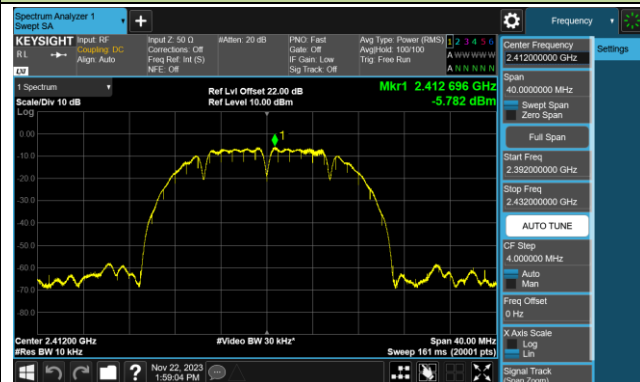 Spectrum Analyzer 1
Swept SA
Frequency
KEYSIGHT
Input: RF
Coupling: DC
Align: Auto
Input Z: 50 Ω
Corrections: Off
Freq Ref: Int (S)
NFE: Off
#Atten: 20 dB
PNO: Fast
Gate: Off
IF Gain: Low
Sig Track: Off
Avg Type: Power (RMS)
Avg|Hold: 100/100
Trig: Free Run
1 2 3 4 5 6
A W W W W W
A N N N N N
RL
LXI
1 Spectrum
Scale/Div 10 dB
Ref Lvl Offset 22.00 dB
Ref Level 10.00 dBm
Mkr1 2.412 696 GHz
-5.782 dBm
Log
1
0.00
-10.0
-20.0
-30.0
-40.0
-50.0
-60.0
-70.0
-80.0
Center 2.41200 GHz
#Res BW 10 kHz
#Video BW 30 kHz*
Span 40.00 MHz
Sweep 161 ms (20001 pts)
Nov 22, 2023
1:59:04 PM
Center Frequency
2.412000000 GHz
Span
40.0000000 MHz
Swept Span
Zero Span
Full Span
Start Freq
2.392000000 GHz
Stop Freq
2.432000000 GHz
AUTO TUNE
CF Step
4.000000 MHz
Auto
Man
Freq Offset
0 Hz
X Axis Scale
Log
Lin
Signal Track
(Span Zoom)
Settings